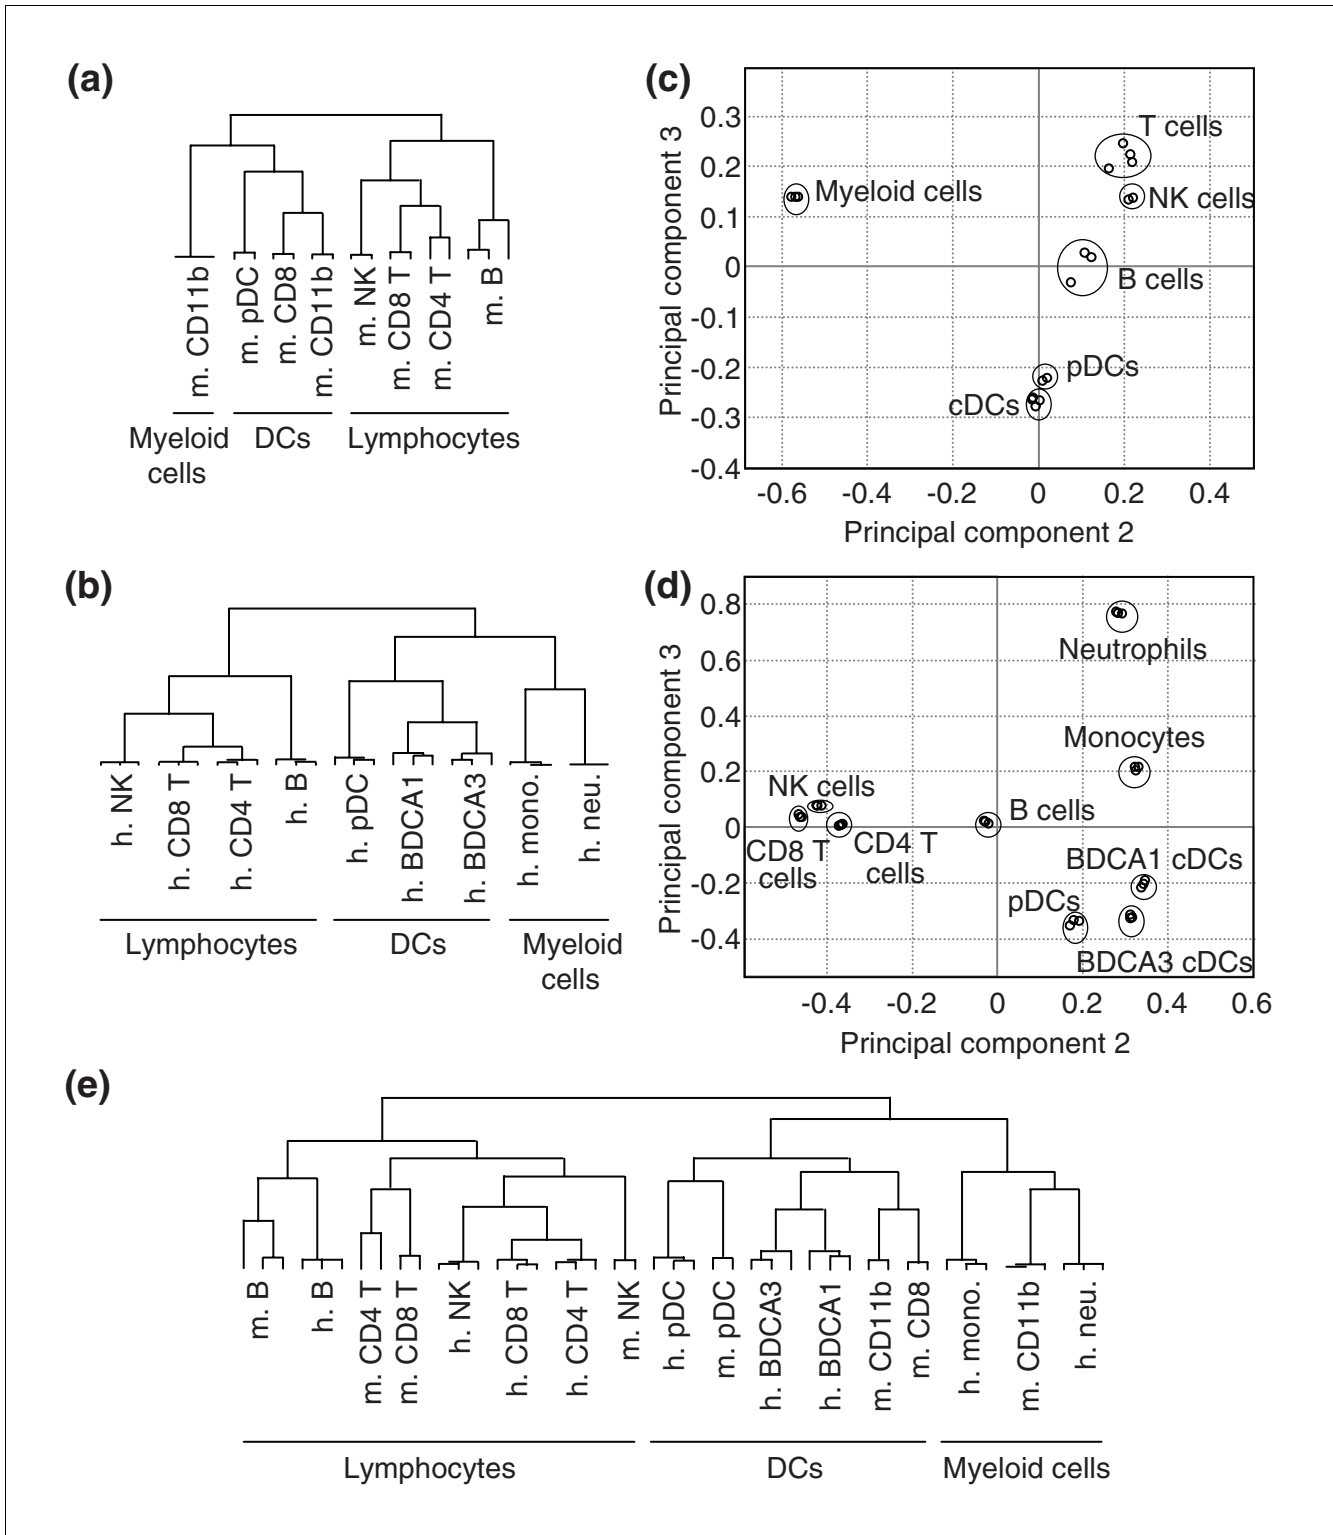 (a)
m. CD11b
m. pDC
m. CD8
m. CD11b
m. NK
m. CD8 T
m. CD4 T
m. B
Myeloid
cells
DCs
Lymphocytes
(c)
Principal component 3
0.3
0.2
0.1
0
-0.1
-0.2
-0.3
-0.4
T cells
Myeloid cells
NK cells
B cells
pDCs
cDCs
-0.6
-0.4
-0.2
0
0.2
0.4
Principal component 2
(b)
h. NK
h. CD8 T
h. CD4 T
h. B
h. pDC
h. BDCA1
h. BDCA3
h. mono.
h. neu.
Lymphocytes
DCs
Myeloid
cells
(d)
Principal component 3
0.8
0.6
0.4
0.2
0
-0.2
-0.4
Neutrophils
Monocytes
NK cells
B cells
CD8 T
cells
CD4 T
cells
BDCA1 cDCs
pDCs
BDCA3 cDCs
-0.4
-0.2
0
0.2
0.4
0.6
Principal component 2
(e)
m. B
h. B
m. CD4 T
m. CD8 T
h. NK
h. CD8 T
h. CD4 T
m. NK
h. pDC
m. pDC
h. BDCA3
h. BDCA1
m. CD11b
m. CD8
h. mono.
m. CD11b
h. neu.
Lymphocytes
DCs
Myeloid cells